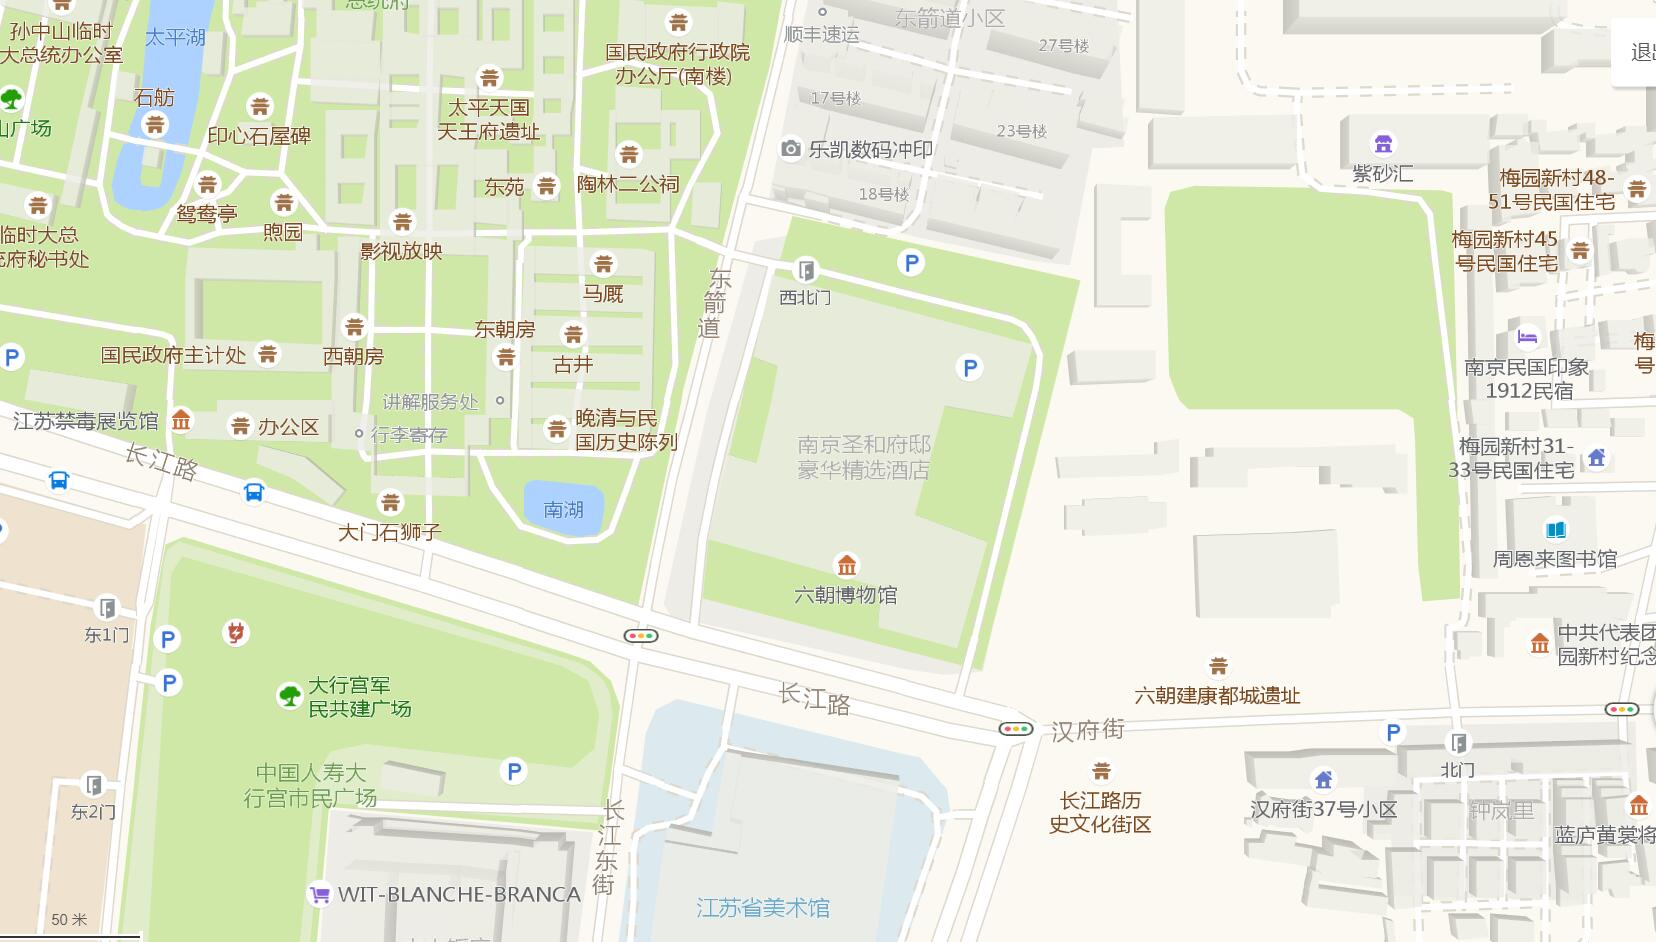 总统府
孙中山临时
大总统办公室
太平湖
国民政府行政院
办公厅(南楼)
顺丰速运
东箭道小区
27号楼
退出
石舫
印心石屋碑
太平天国
天王府遗址
17号楼
23号楼
山广场
东苑
陶林二公祠
乐凯数码冲印
18号楼
紫砂汇
梅园新村48-
51号民国住宅
鸳鸯亭
煦园
影视放映
临时大总
统府秘书处
梅园新村45
号民国住宅
马厩
东箭道
西北门
P
国民政府主计处
西朝房
东朝房
古井
P
P
南京民国印象
1912民宿
梅
号
讲解服务处
江苏禁毒展览馆
办公区
行李寄存
晚清与民
国历史陈列
南京圣和府邸
豪华精选酒店
梅园新村31-
33号民国住宅
长江路
南湖
大门石狮子
周恩来图书馆
六朝博物馆
东1门
P
中共代表团
园新村纪念
P
大行宫军
民共建广场
长江路
六朝建康都城遗址
汉府街
P
北门
中国人寿大
行宫市民广场
P
东2门
长江东街
长江路历
史文化街区
汉府街37号小区
钟岚里
蓝庐黄裳将
WIT-BLANCHE-BRANCA
江苏省美术馆
50 米